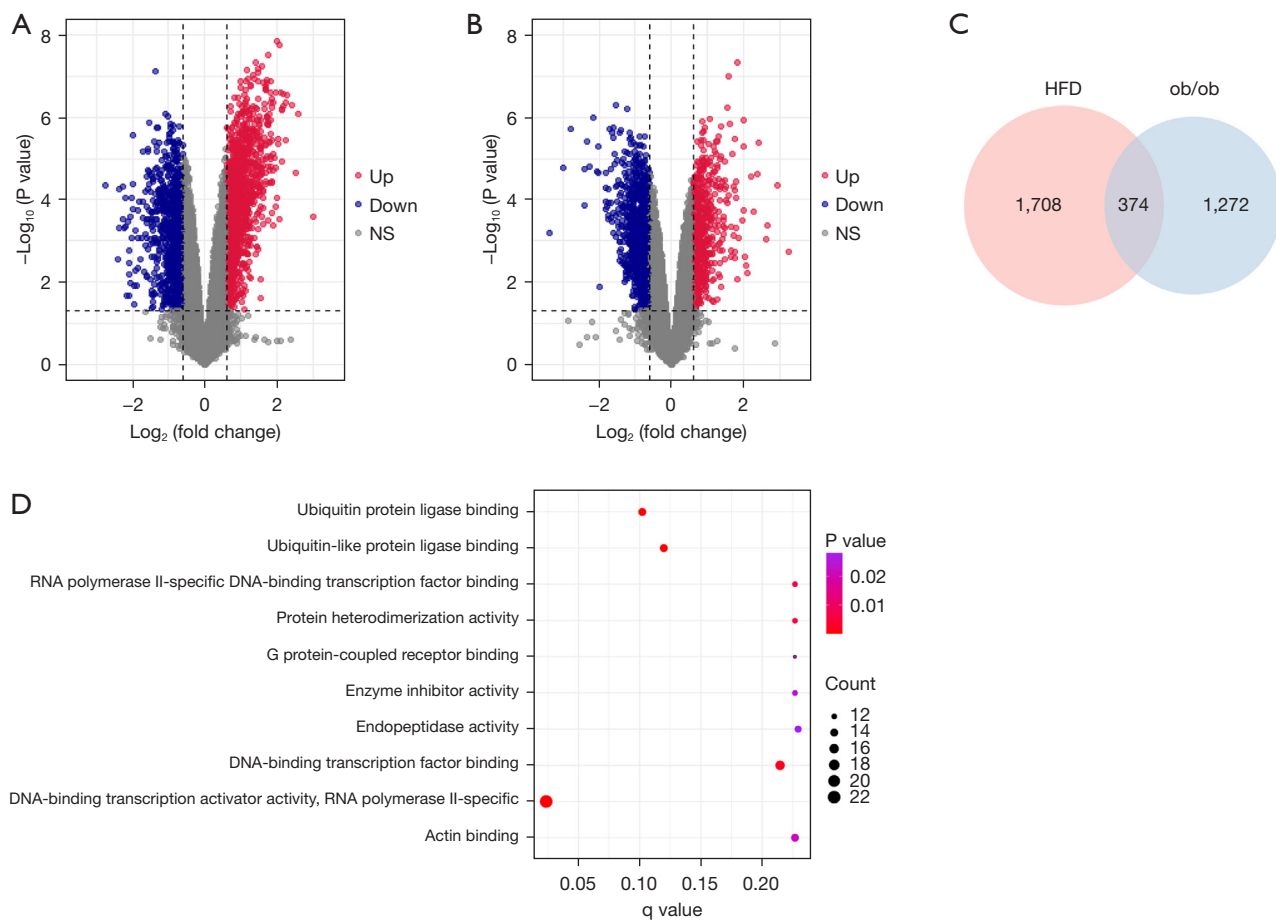 A
8
6
4
2
0
−Log₁₀ (P value)
−2
0
2
Log₂ (fold change)
Up
Down
NS
B
8
6
4
2
0
−Log₁₀ (P value)
−2
0
2
Log₂ (fold change)
Up
Down
NS
C
HFD
ob/ob
1,708
374
1,272
D
Ubiquitin protein ligase binding
Ubiquitin-like protein ligase binding
RNA polymerase II-specific DNA-binding transcription factor binding
Protein heterodimerization activity
G protein-coupled receptor binding
Enzyme inhibitor activity
Endopeptidase activity
DNA-binding transcription factor binding
DNA-binding transcription activator activity, RNA polymerase II-specific
Actin binding
0.05
0.10
0.15
0.20
q value
P value
0.02
0.01
Count
12
14
16
18
20
22